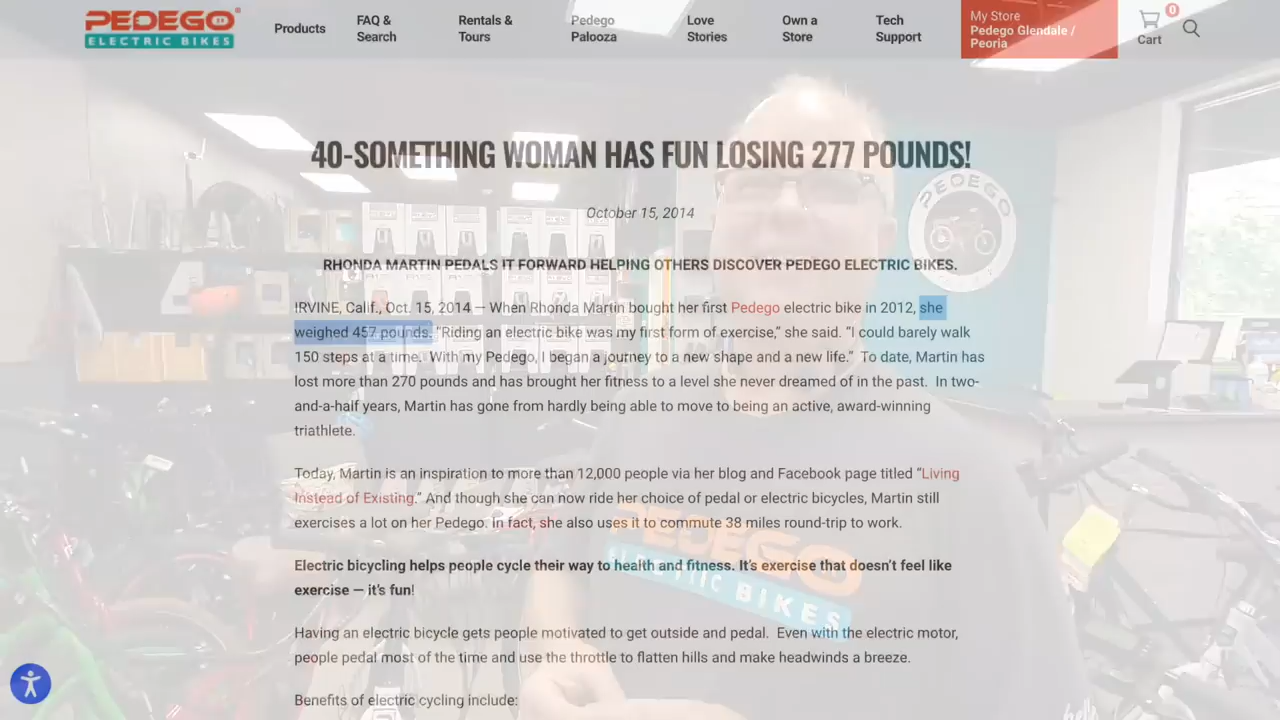 PEDEGO®
ELECTRIC BIKES
Products
FAQ &
Search
Rentals &
Tours
Pedego
Palooza
Love
Stories
Own a
Store
Tech
Support
My Store
Pedego Glendale /
Peoria
0
Cart
40-SOMETHING WOMAN HAS FUN LOSING 277 POUNDS!
October 15, 2014
RHONDA MARTIN PEDALS IT FORWARD HELPING OTHERS DISCOVER PEDEGO ELECTRIC BIKES.
IRVINE, Calif., Oct. 15, 2014 — When Rhonda Martin bought her first Pedego electric bike in 2012, she
weighed 457 pounds. “Riding an electric bike was my first form of exercise,” she said. “I could barely walk
150 steps at a time. With my Pedego, I began a journey to a new shape and a new life.” To date, Martin has
lost more than 270 pounds and has brought her fitness to a level she never dreamed of in the past. In two-
and-a-half years, Martin has gone from hardly being able to move to being an active, award-winning
triathlete.
Today, Martin is an inspiration to more than 12,000 people via her blog and Facebook page titled “Living
Instead of Existing.” And though she can now ride her choice of pedal or electric bicycles, Martin still
exercises a lot on her Pedego. In fact, she also uses it to commute 38 miles round-trip to work.
Electric bicycling helps people cycle their way to health and fitness. It’s exercise that doesn’t feel like
exercise — it’s fun!
Having an electric bicycle gets people motivated to get outside and pedal. Even with the electric motor,
people pedal most of the time and use the throttle to flatten hills and make headwinds a breeze.
Benefits of electric cycling include:
PEDEGO
PEDEGO
ELECTRIC BIKES
hello